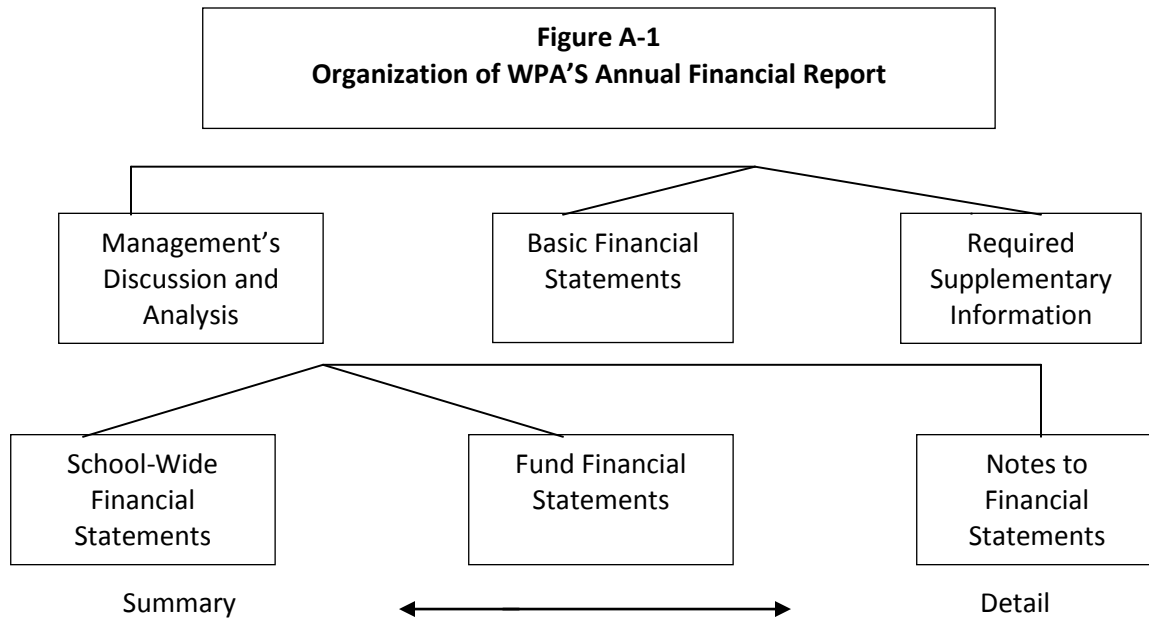 Figure A-1
Organization of WPA’S Annual Financial Report
Management’s
Discussion and
Analysis
Basic Financial
Statements
Required
Supplementary
Information
School-Wide
Financial
Statements
Fund Financial
Statements
Notes to
Financial
Statements
Summary
Detail